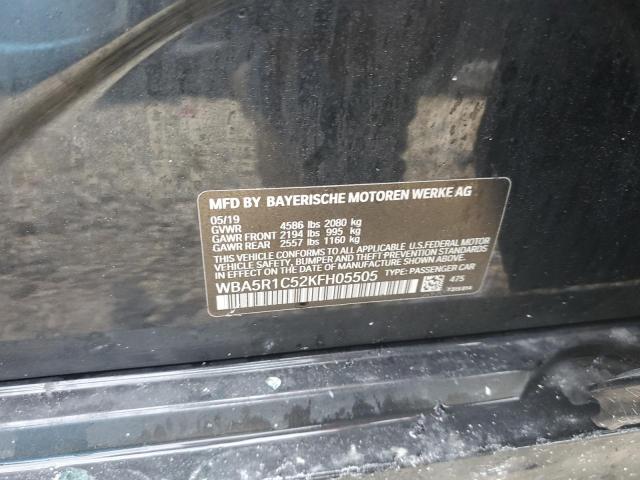 MFD BY BAYERISCHE MOTOREN WERKE AG
05/19
GVWR 4586 lbs 2080 kg
GAWR FRONT 2194 lbs 995 kg
GAWR REAR 2557 lbs 1160 kg
THIS VEHICLE CONFORMS TO ALL APPLICABLE U.S.FEDERAL MOTOR
VEHICLE SAFETY, BUMPER, AND THEFT PREVENTION STANDARDS
IN EFFECT ON THE DATE OF MANUFACTURE SHOWN ABOVE.
WBA5R1C52KFH05505 TYPE: PASSENGER CAR
475